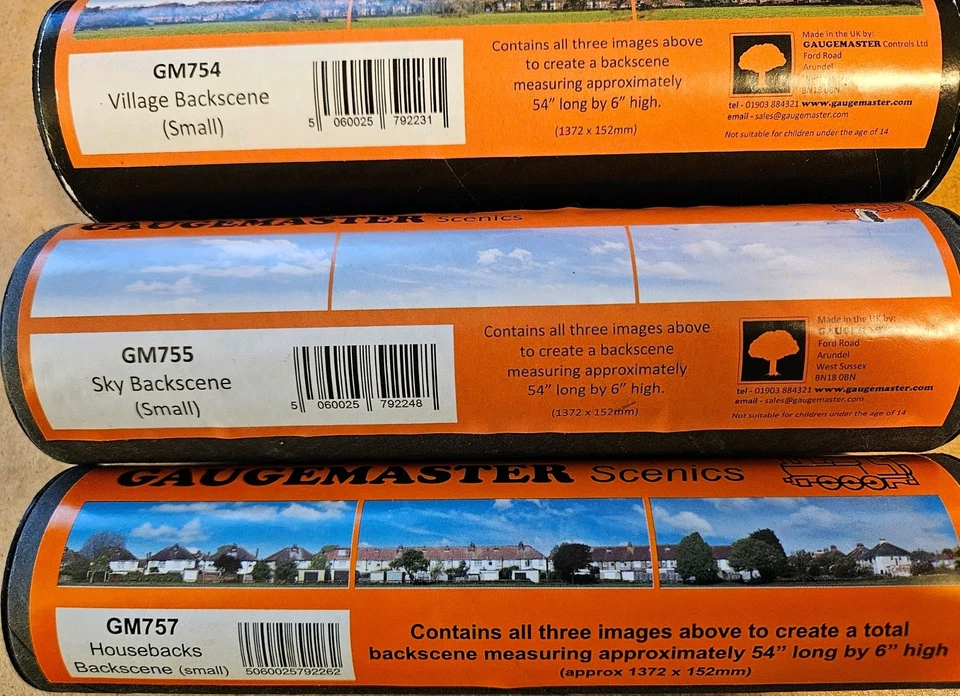 GM754
Village Backscene
(Small)
5 060025 792231
Contains all three images above
to create a backscene
measuring approximately
54” long by 6” high.
(1372 x 152mm)
Made in the UK by:
GAUGEMASTER Controls Ltd
Ford Road
Arundel
BN18 0BN
tel - 01903 884321 www.gaugemaster.com
email - sales@gaugemaster.com
Not suitable for children under the age of 14
GAUGEMASTER Scenics
GM755
Sky Backscene
(Small)
5 060025 792248
Contains all three images above
to create a backscene
measuring approximately
54” long by 6” high.
(1372 x 152mm)
Made in the UK by:
Ford Road
Arundel
West Sussex
BN18 0BN
tel - 01903 884321 www.gaugemaster.com
email - sales@gaugemaster.com
Not suitable for children under the age of 14
GAUGEMASTER Scenics
GM757
Housebacks
Backscene (small)
5060025792262
Contains all three images above to create a total
backscene measuring approximately 54” long by 6” high
(approx 1372 x 152mm)